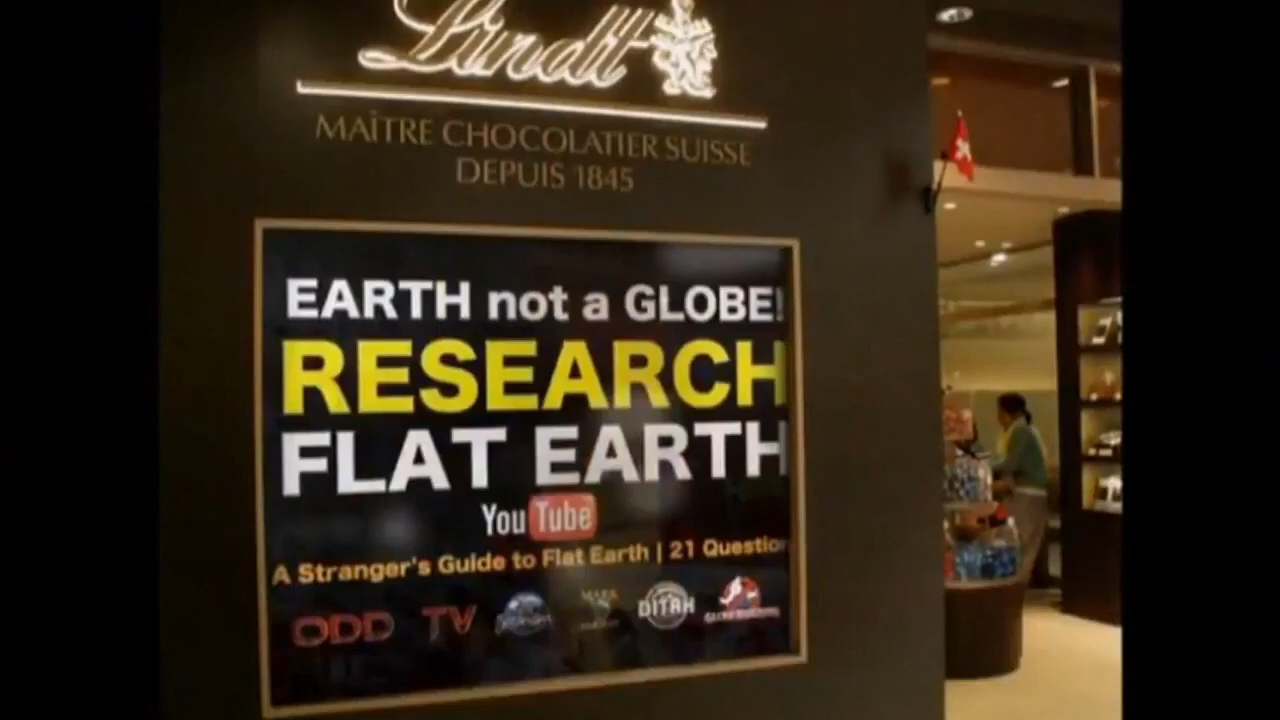 Lindt
MAÎTRE CHOCOLATIER SUISSE
DEPUIS 1845
EARTH not a GLOBE!
RESEARCH
FLAT EARTH
YouTube
A Stranger's Guide to Flat Earth | 21 Question
ODD TV MARK DITRH